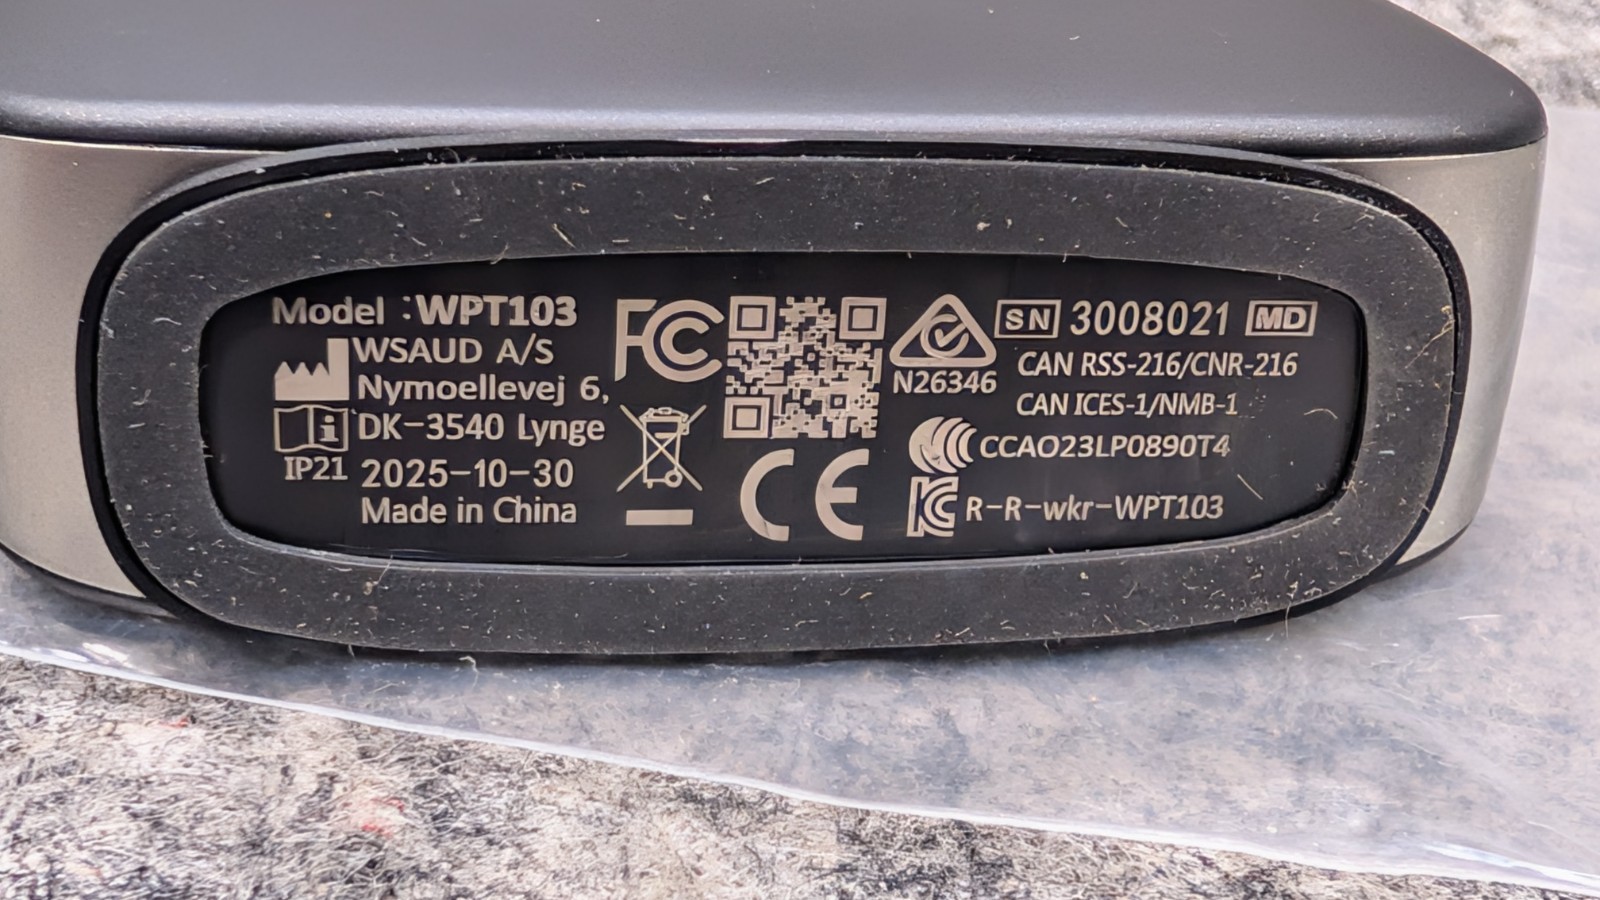 Model :WPT103
WSAUD A/S
Nymoellevej 6,
DK-3540 Lynge
IP21
2025-10-30
Made in China
FC
CE
N26346
SN 3008021 MD
CAN RSS-216/CNR-216
CAN ICES-1/NMB-1
CCAO23LP0890T4
R-R-wkr-WPT103